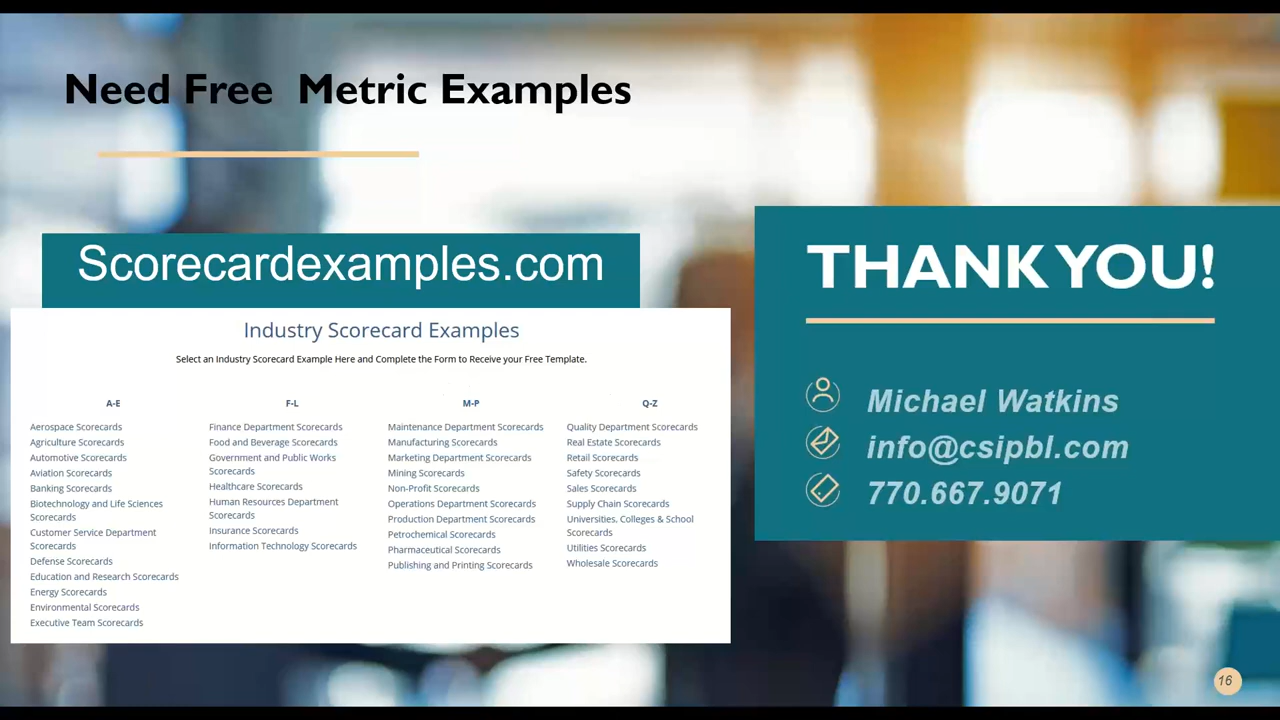 Need Free  Metric Examples
Scorecardexamples.com
Industry Scorecard Examples
Select an Industry Scorecard Example Here and Complete the Form to Receive your Free Template.
A-E
Aerospace Scorecards
Agriculture Scorecards
Automotive Scorecards
Aviation Scorecards
Banking Scorecards
Biotechnology and Life Sciences
Scorecards
Customer Service Department
Scorecards
Defense Scorecards
Education and Research Scorecards
Energy Scorecards
Environmental Scorecards
Executive Team Scorecards
F-L
Finance Department Scorecards
Food and Beverage Scorecards
Government and Public Works
Scorecards
Healthcare Scorecards
Human Resources Department
Scorecards
Insurance Scorecards
Information Technology Scorecards
M-P
Maintenance Department Scorecards
Manufacturing Scorecards
Marketing Department Scorecards
Mining Scorecards
Non-Profit Scorecards
Operations Department Scorecards
Production Department Scorecards
Petrochemical Scorecards
Pharmaceutical Scorecards
Publishing and Printing Scorecards
Q-Z
Quality Department Scorecards
Real Estate Scorecards
Retail Scorecards
Safety Scorecards
Sales Scorecards
Supply Chain Scorecards
Universities, Colleges & School
Scorecards
Utilities Scorecards
Wholesale Scorecards
THANK YOU!
Michael Watkins
info@csipbl.com
770.667.9071
16